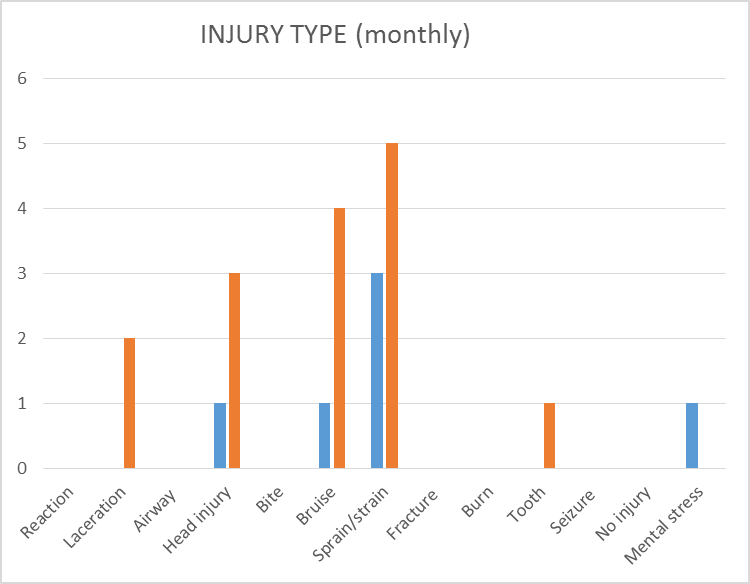 INJURY TYPE (monthly)
6
5
4
3
2
1
0
Reaction
Laceration
Airway
Head injury
Bite
Bruise
Sprain/strain
Fracture
Burn
Tooth
Seizure
No injury
Mental stress